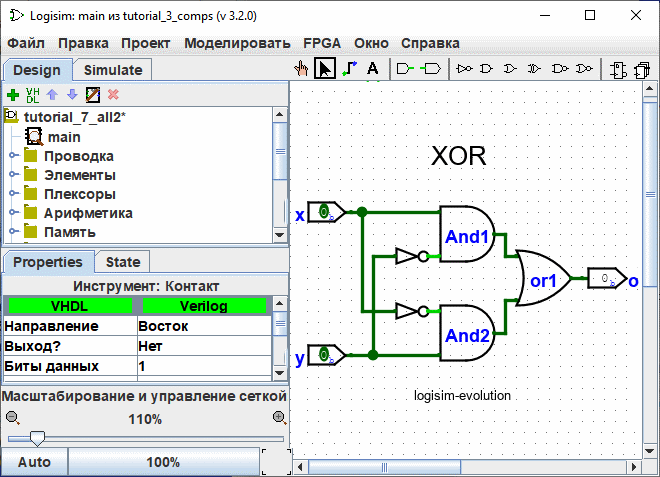 Logisim: main из tutorial_3_comps (v 3.2.0)
Файл Правка Проект Моделировать FPGA Окно Справка
Design Simulate
A
VH
DL
tutorial_7_all2*
main
Проводка
Элементы
Плексоры
Арифметика
Память
Properties State
Инструмент: Контакт
VHDL Verilog
Направление Восток
Выход? Нет
Биты данных 1
Масштабирование и управление сеткой
110%
Auto 100%
XOR
x 0
And1
or1 0 o
And2
y 0
logisim-evolution